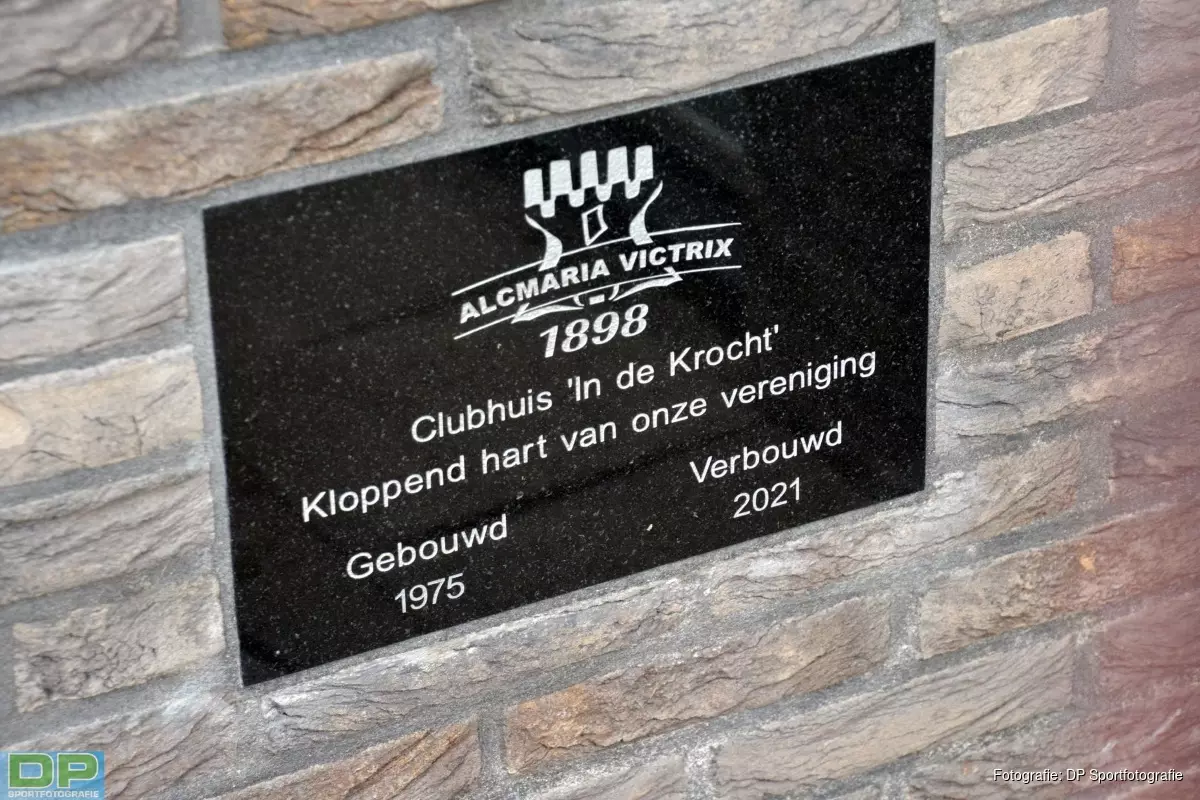 ALCMARIA VICTRIX
1898
Clubhuis 'In de Krocht'
Kloppend hart van onze vereniging
Gebouwd Verbouwd
1975 2021
DP
SPORTFOTOGRAFIE
Fotografie: DP Sportfotografie